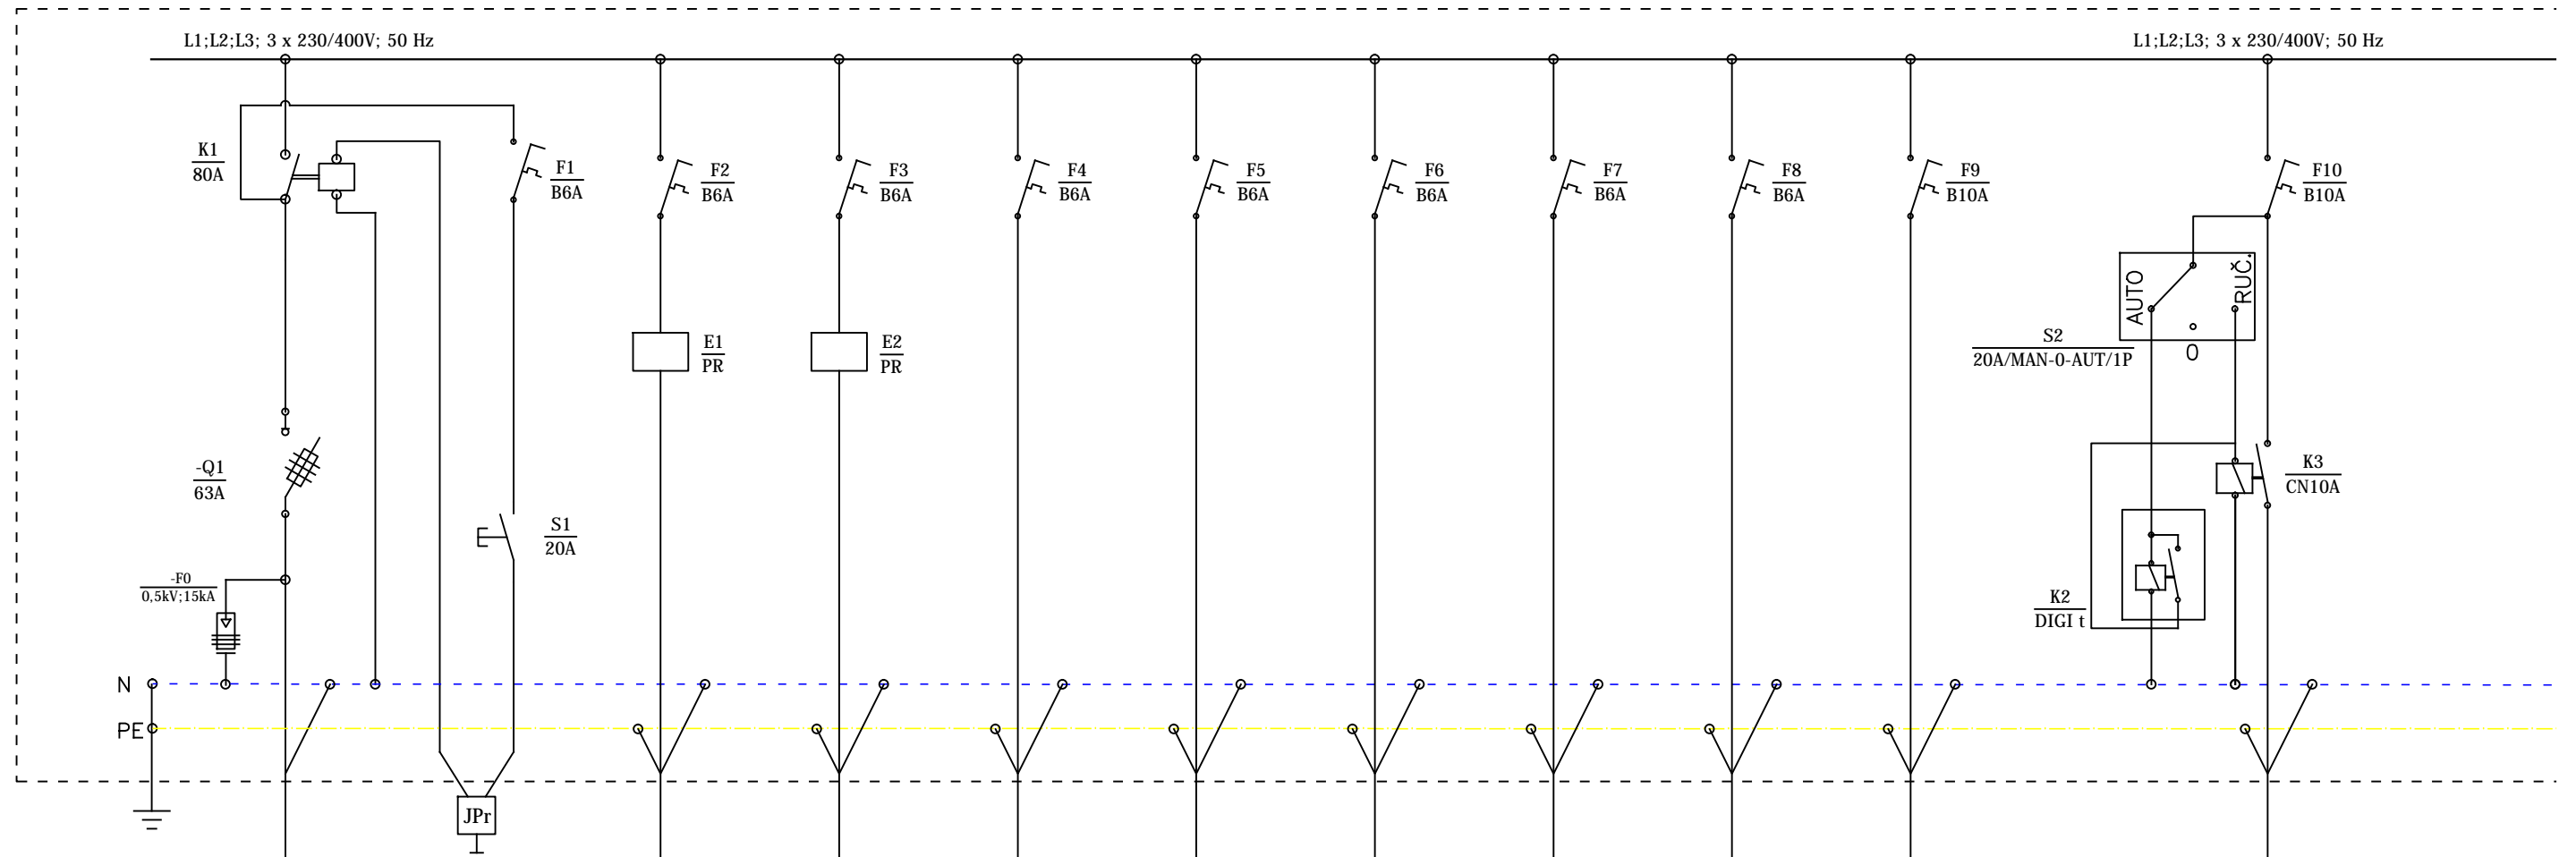 L1;L2;L3; 3 x 230/400V; 50 Hz
L1;L2;L3; 3 x 230/400V; 50 Hz
K1
80A
F1
B6A
F2
B6A
F3
B6A
F4
B6A
F5
B6A
F6
B6A
F7
B6A
F8
B6A
F9
B10A
F10
B10A
AUTO
RUČ.
0
S2
20A/MAN-0-AUT/1P
E1
PR
E2
PR
-Q1
63A
S1
20A
K3
CN10A
-F0
0,5kV;15kA
K2
DIGI t
N
PE
JPr